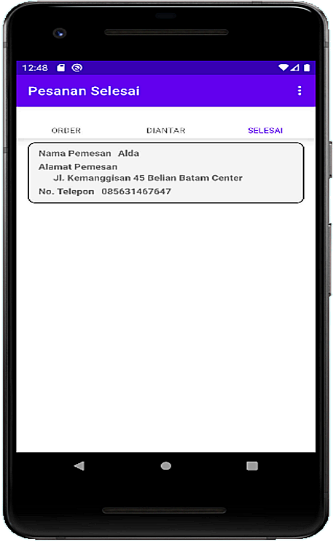 12:48
Pesanan Selesai
ORDER DIANTAR SELESAI
Nama Pemesan Alda
Alamat Pemesan
Jl. Kemanggisan 45 Belian Batam Center
No. Telepon 085631467647